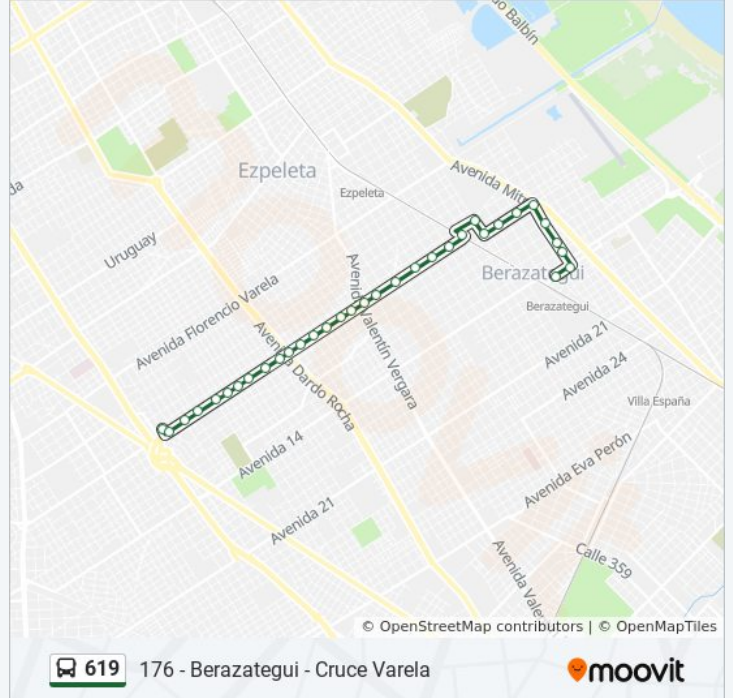 no Balbín
Avenida Mit
Ezpeleta
Ezpeleta
da
Uruguay
Berazategui
Berazategui
Avenida Florencio Varela
Avenida Valentín Vergara
Avenida Dardo Rocha
Avenida 21
Avenida 24
Villa España
Avenida 14
Avenida Eva Perón
Avenida 21
Calle 359
Avenida Vale
© OpenStreetMap contributors | © OpenMapTiles
619 176 - Berazategui - Cruce Varela moovit